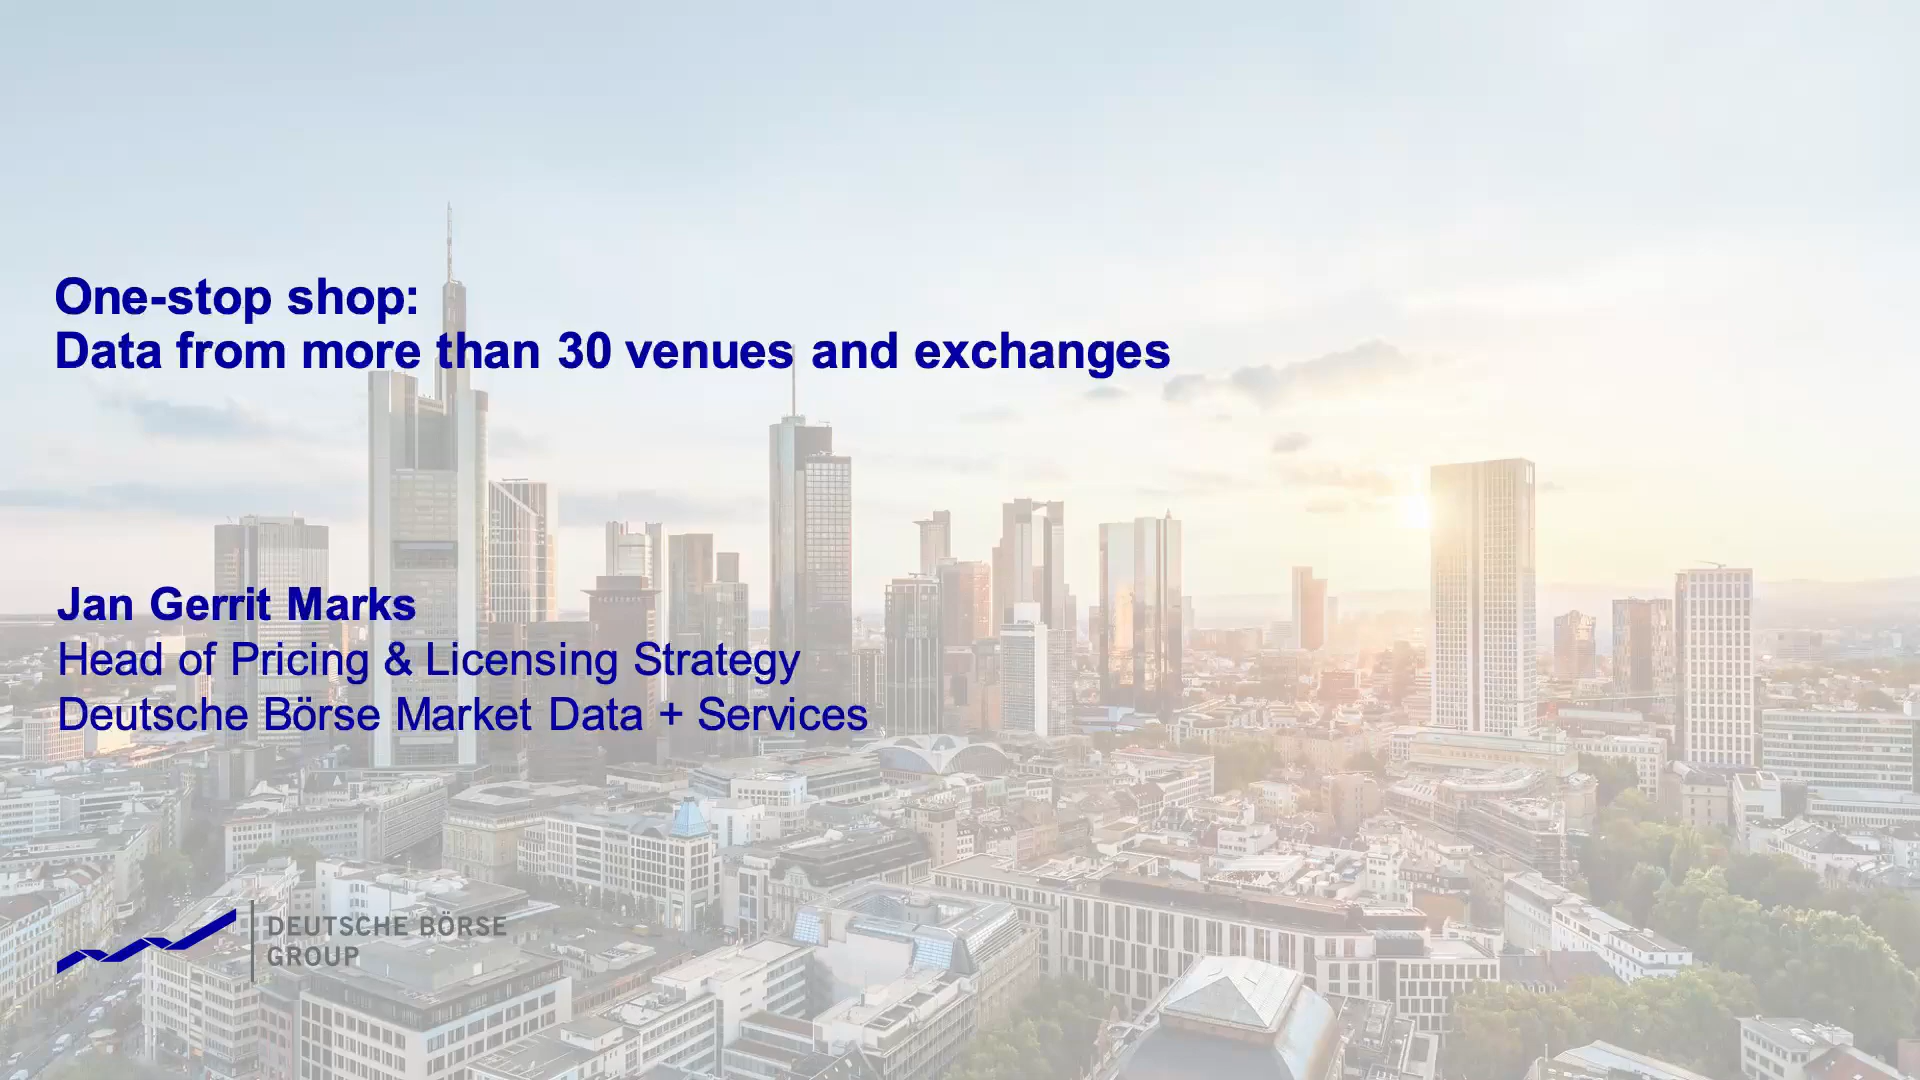 One-stop shop:
Data from more than 30 venues and exchanges
Jan Gerrit Marks
Head of Pricing & Licensing Strategy
Deutsche Börse Market Data + Services
DEUTSCHE BÖRSE
GROUP